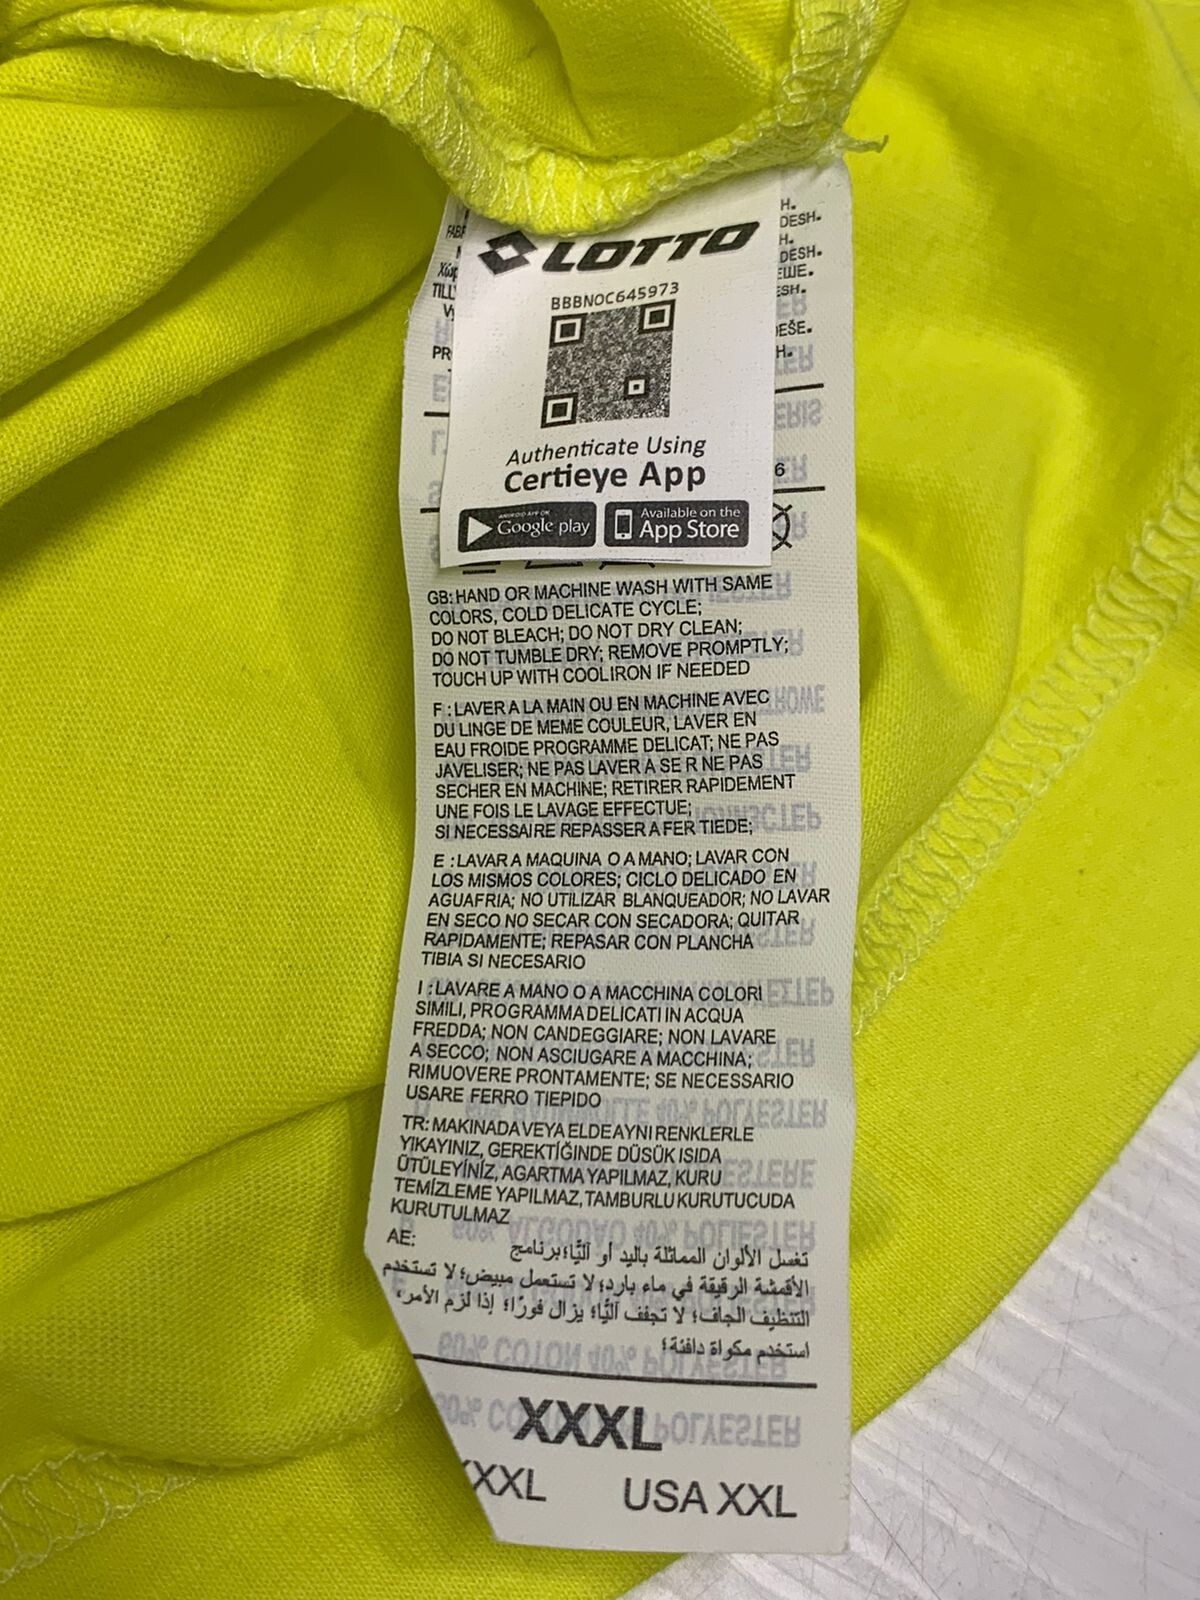 LOTTO
BBBNOC645973
Authenticate Using
Certieye App
ANDROID APP ON
Google play
Available on the
App Store
GB: HAND OR MACHINE WASH WITH SAME
COLORS, COLD DELICATE CYCLE;
DO NOT BLEACH; DO NOT DRY CLEAN;
DO NOT TUMBLE DRY; REMOVE PROMPTLY;
TOUCH UP WITH COOLIRON IF NEEDED
F : LAVER A LA MAIN OU EN MACHINE AVEC
DU LINGE DE MEME COULEUR, LAVER EN
EAU FROIDE PROGRAMME DELICAT; NE PAS
JAVELISER; NE PAS LAVER A SE R NE PAS
SECHER EN MACHINE; RETIRER RAPIDEMENT
UNE FOIS LE LAVAGE EFFECTUE;
SI NECESSAIRE REPASSER A FER TIEDE;
E : LAVAR A MAQUINA O A MANO; LAVAR CON
LOS MISMOS COLORES; CICLO DELICADO EN
AGUAFRIA; NO UTILIZAR BLANQUEADOR; NO LAVAR
EN SECO NO SECAR CON SECADORA; QUITAR
RAPIDAMENTE; REPASAR CON PLANCHA
TIBIA SI NECESARIO
I : LAVARE A MANO O A MACCHINA COLORI
SIMILI, PROGRAMMA DELICATI IN ACQUA
FREDDA; NON CANDEGGIARE; NON LAVARE
A SECCO; NON ASCIUGARE A MACCHINA;
RIMUOVERE PRONTAMENTE; SE NECESSARIO
USARE FERRO TIEPIDO
TR: MAKINADA VEYA ELDE AYNI RENKLERLE
YIKAYINIZ, GEREKTİĞİNDE DÜSÜK ISIDA
ÜTÜLEYİNİZ, AGARTMA YAPILMAZ, KURU
TEMİZLEME YAPILMAZ, TAMBURLU KURUTUCUDA
KURUTULMAZ
AE:
تغسل الألوان المماثلة باليد أو آليًّا؛برنامج
الأقمشة الرقيقة في ماء بارد؛ لا تستعمل مبيض؛ لا تستخدم
التنظيف الجاف؛ لا تجفف آليًّا؛ يزال فورًا؛ إذا لزم الأمر،
استخدم مكواة دافئة؛
XXXL
XXL USA XXL